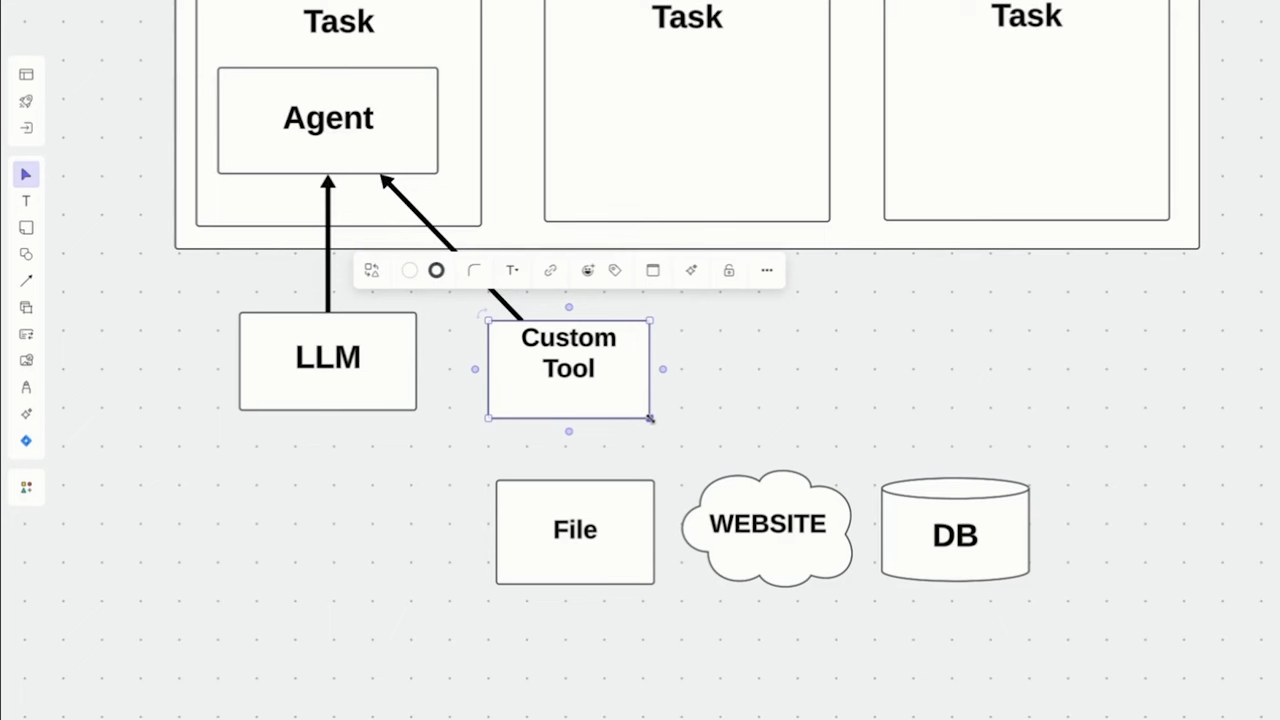 Task
Task
Task
Agent
LLM
Custom
Tool
File
WEBSITE
DB